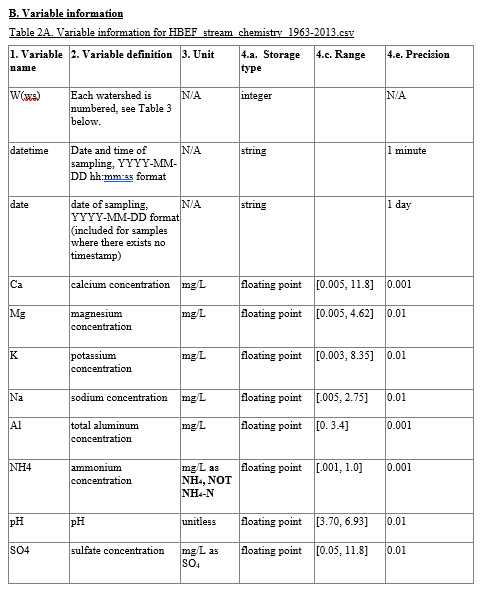 B. Variable information
Table 2A. Variable information for HBEF_stream_chemistry_1963-2013.csv
1. Variable name	2. Variable definition	3. Unit	4.a. Storage type	4.c. Range	4.e. Precision
W(ws)	Each watershed is numbered, see Table 3 below.	N/A	integer		N/A
datetime	Date and time of sampling, YYYY-MM-DD hh:mm:ss format	N/A	string		1 minute
date	date of sampling, YYYY-MM-DD format (included for samples where there exists no timestamp)	N/A	string		1 day
Ca	calcium concentration	mg/L	floating point	[0.005, 11.8]	0.001
Mg	magnesium concentration	mg/L	floating point	[0.005, 4.62]	0.01
K	potassium concentration	mg/L	floating point	[0.003, 8.35]	0.01
Na	sodium concentration	mg/L	floating point	[.005, 2.75]	0.01
Al	total aluminum concentration	mg/L	floating point	[0. 3.4]	0.001
NH4	ammonium concentration	mg/L as NH₄, NOT NH₄-N	floating point	[.001, 1.0]	0.001
pH	pH	unitless	floating point	[3.70, 6.93]	0.01
SO4	sulfate concentration	mg/L as SO₄	floating point	[0.05, 11.8]	0.01